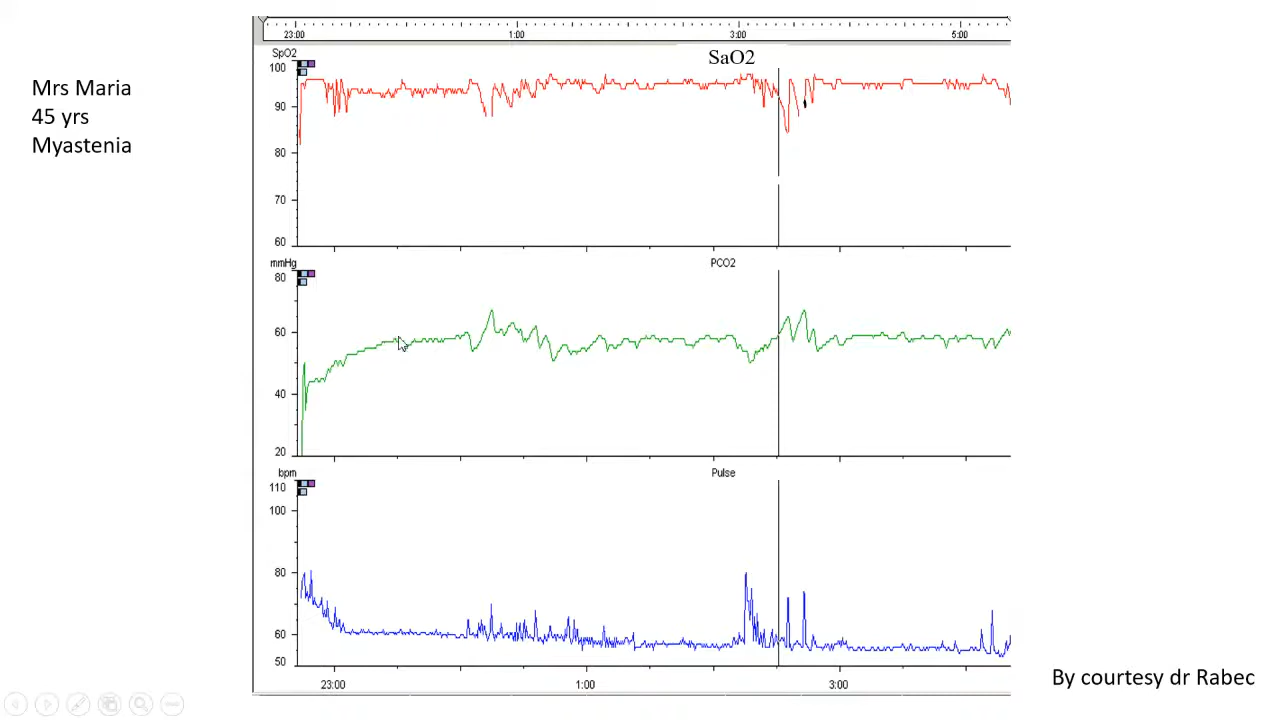 23:00 1:00 3:00 5:00
SpO2
SaO2
100
90
80
70
60
Mrs Maria
45 yrs
Myastenia
mmHg
PCO2
80
60
40
20
bpm
Pulse
110
100
80
60
50
23:00 1:00 3:00
By courtesy dr Rabec